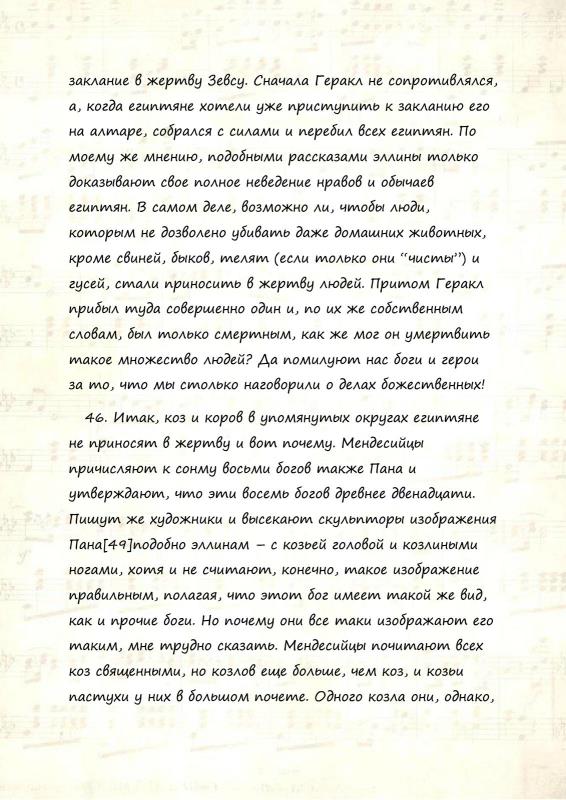 заклание в жертву Зевсу. Сначала Геракл не сопротивлялся,
а, когда египтяне хотели уже приступить к закланию его
на алтаре, собрался с силами и перебил всех египтян. По
моему же мнению, подобными рассказами эллины только
доказывают свое полное неведение нравов и обычаев
египтян. В самом деле, возможно ли, чтобы люди,
которым не дозволено убивать даже домашних животных,
кроме свиней, быков, телят (если только они “чисты”) и
гусей, стали приносить в жертву людей. Притом Геракл
прибыл туда совершенно один и, по их же собственным
словам, был только смертным, как же мог он умертвить
такое множество людей? Да помилуют нас боги и герои
за то, что мы столько наговорили о делах божественных!
46. Итак, коз и коров в упомянутых округах египтяне
не приносят в жертву и вот почему. Мендесийцы
причисляют к сонму восьми богов также Пана и
утверждают, что эти восемь богов древнее двенадцати.
Пишут же художники и высекают скульпторы изображения
Пана[49]подобно эллинам – с козьей головой и козлиными
ногами, хотя и не считают, конечно, такое изображение
правильным, полагая, что этот бог имеет такой же вид,
как и прочие боги. Но почему они все таки изображают его
таким, мне трудно сказать. Мендесийцы почитают всех
коз священными, но козлов еще больше, чем коз, и козьи
пастухи у них в большом почете. Одного козла они, однако,